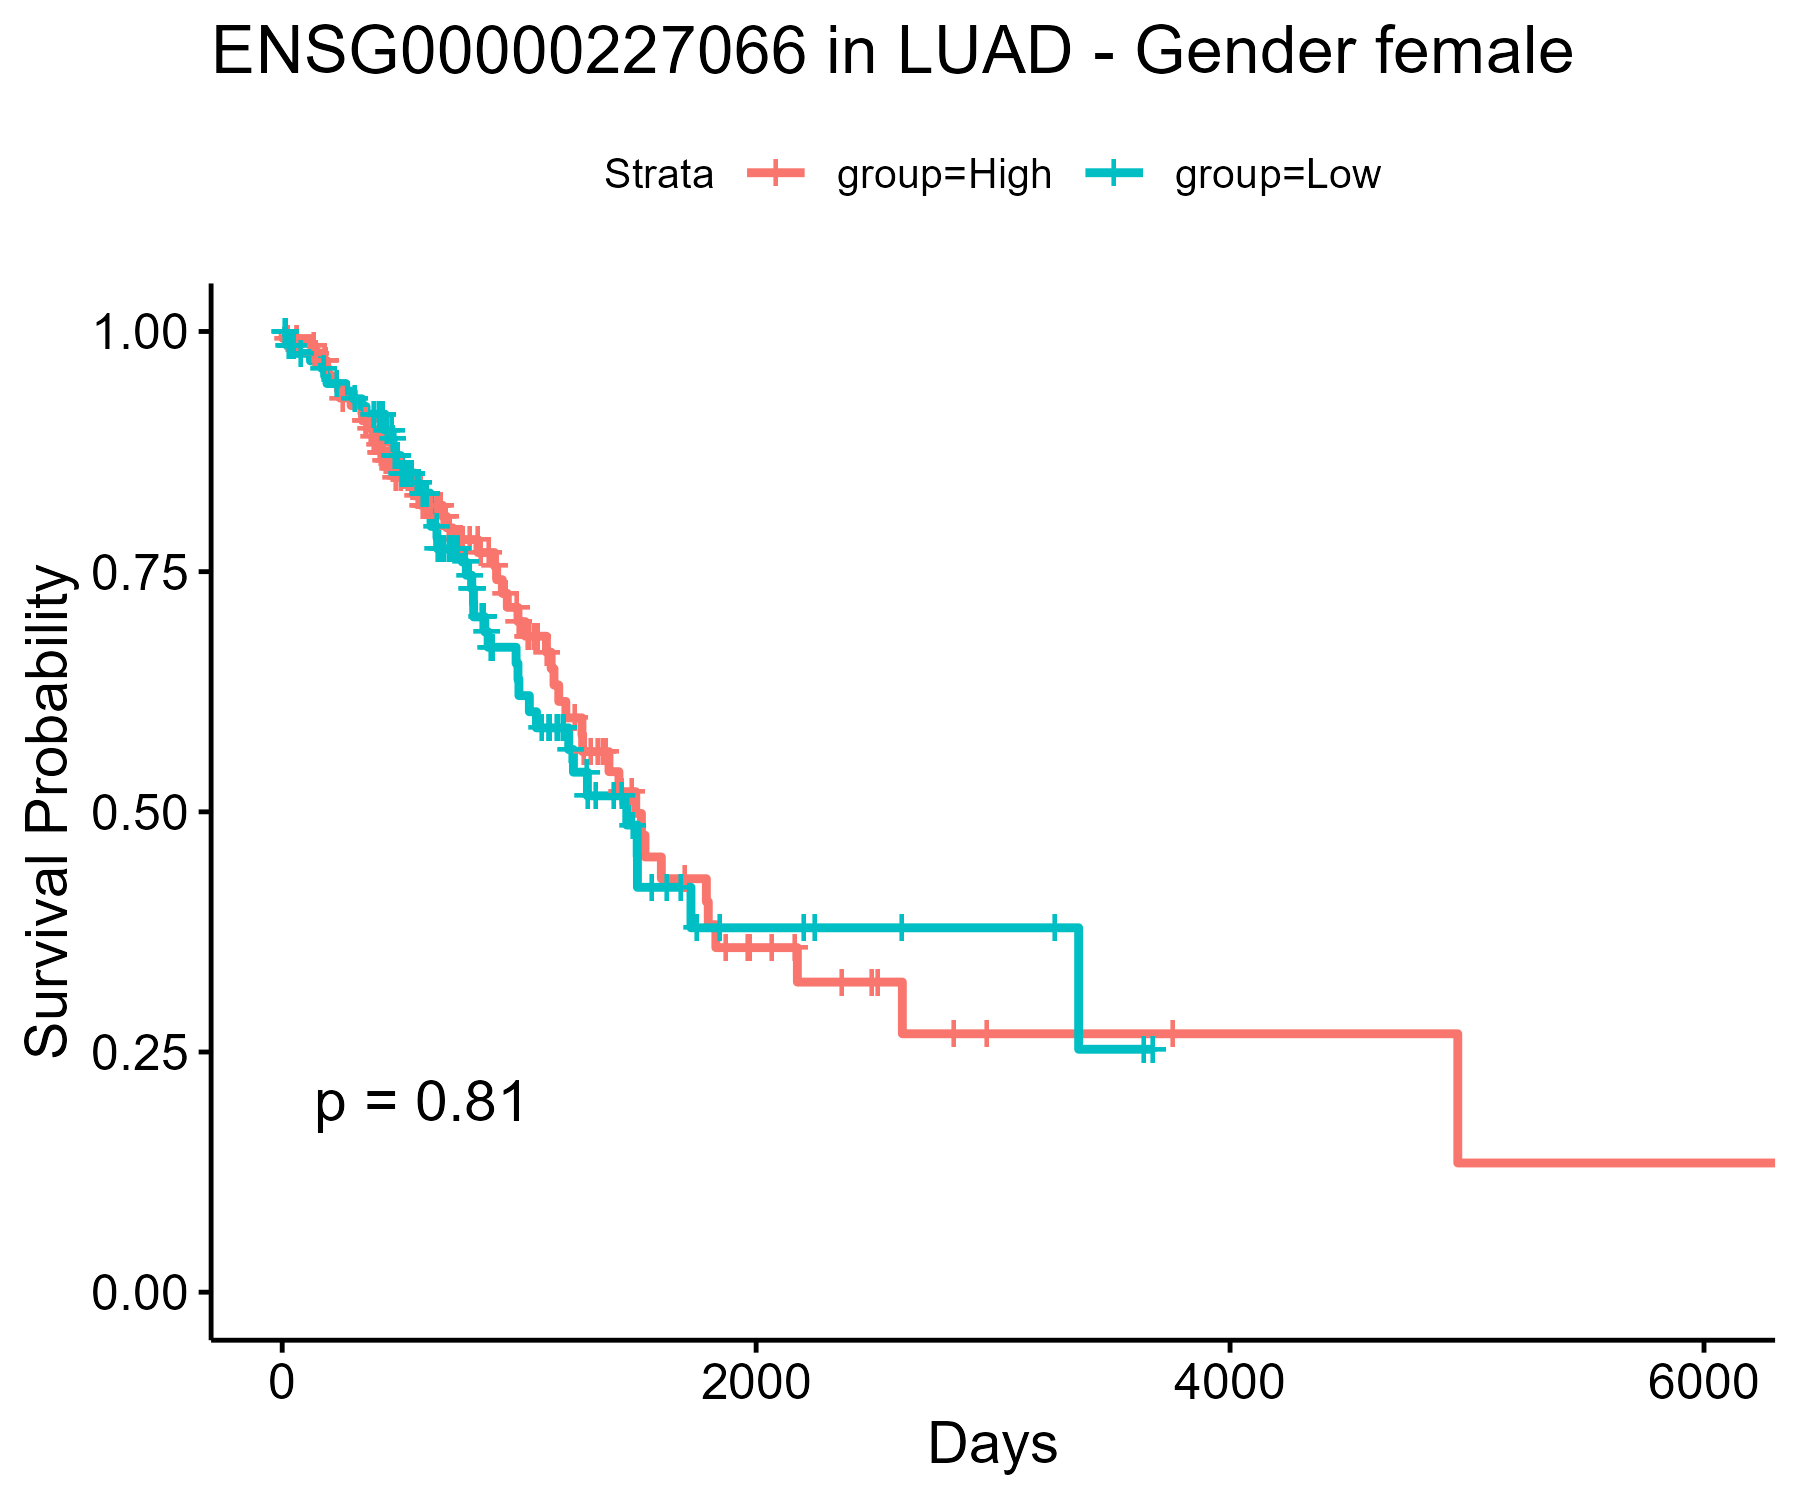 ENSG00000227066 in LUAD - Gender female
Strata group=High group=Low
1.00
0.75
0.50
0.25
0.00
Survival Probability
p = 0.81
0 2000 4000 6000
Days